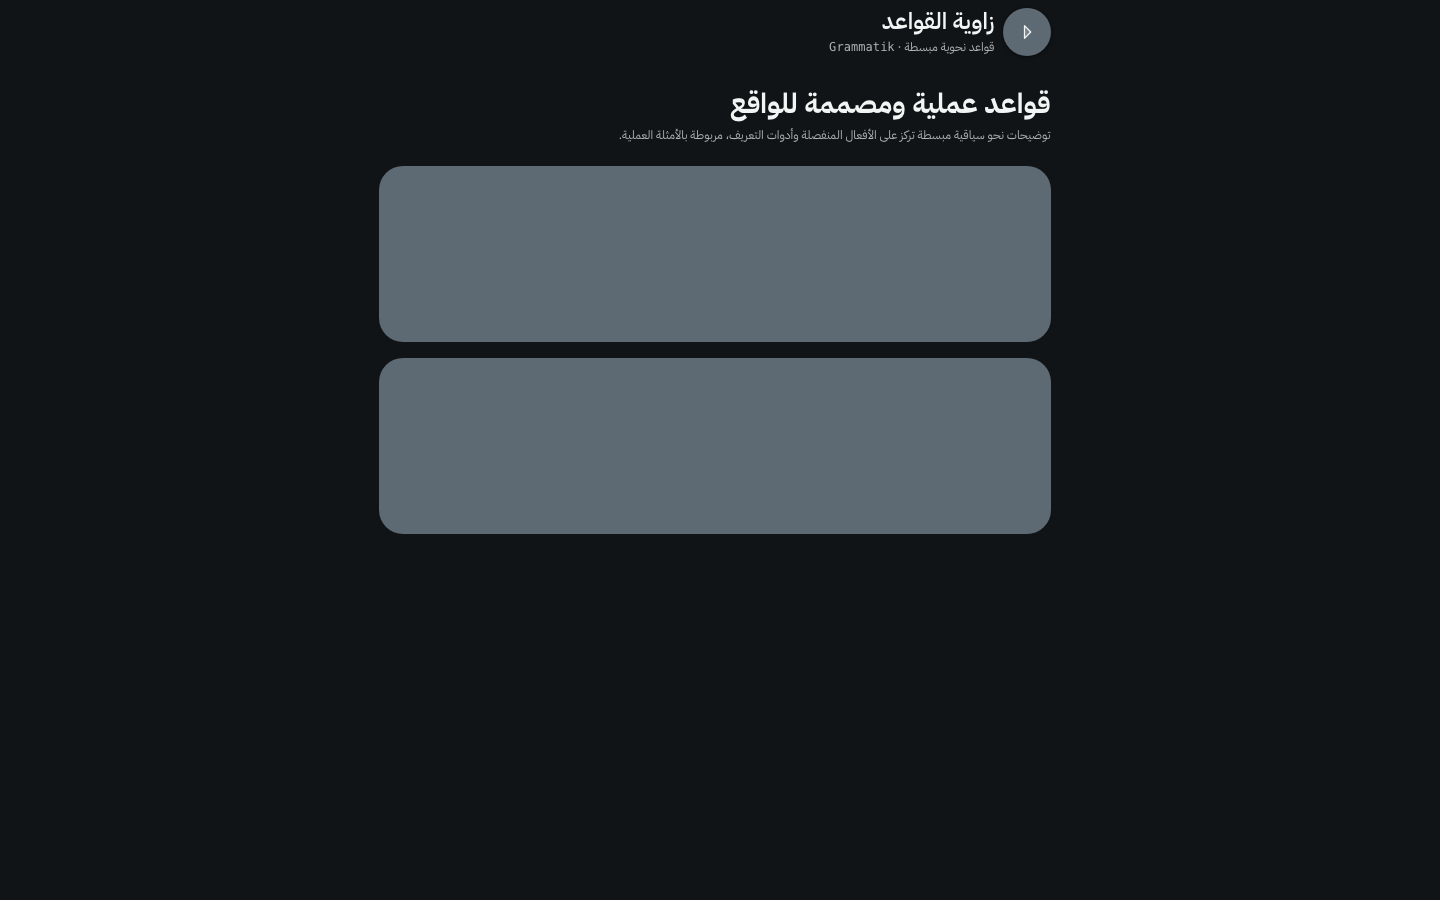 زاوية القواعد
قواعد نحوية مبسطة · Grammatik
قواعد عملية ومصممة للواقع
توضيحات نحو سياقية مبسطة تركز على الأفعال المنفصلة وأدوات التعريف، مربوطة بالأمثلة العملية.